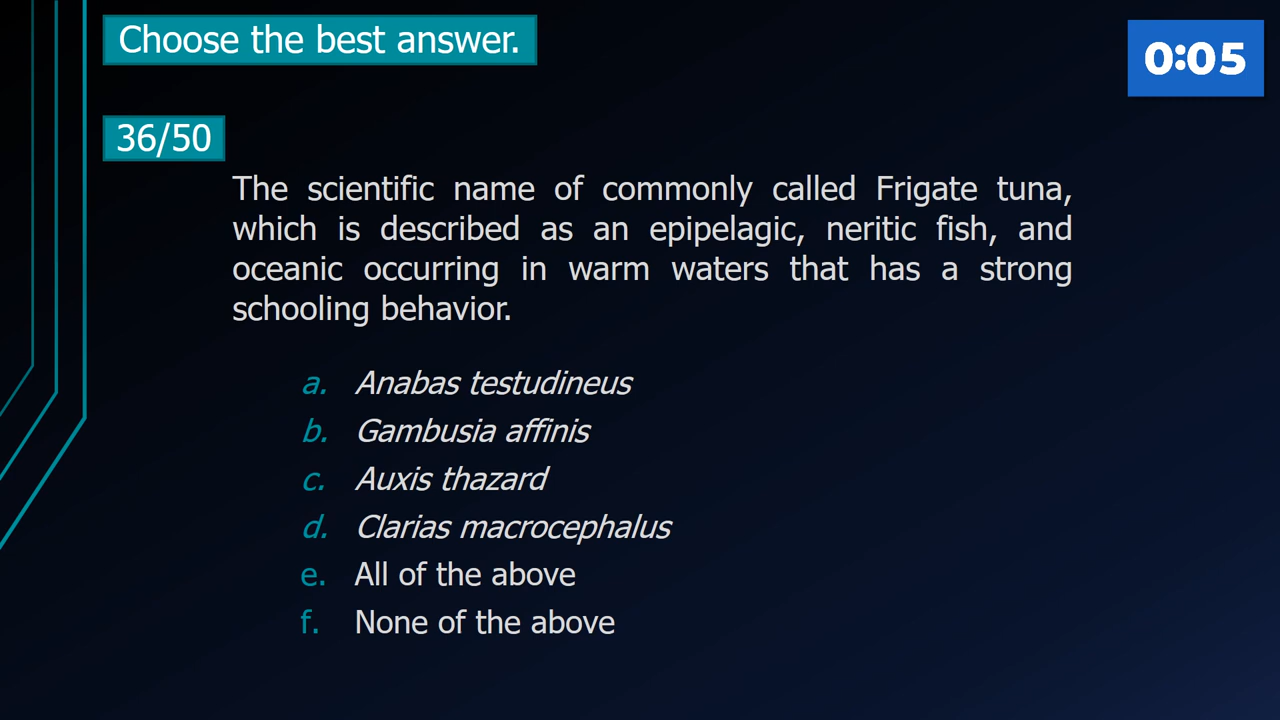 Choose the best answer.
0:05
36/50
The scientific name of commonly called Frigate tuna,
which is described as an epipelagic, neritic fish, and
oceanic occurring in warm waters that has a strong
schooling behavior.
a. Anabas testudineus
b. Gambusia affinis
c. Auxis thazard
d. Clarias macrocephalus
e. All of the above
f. None of the above